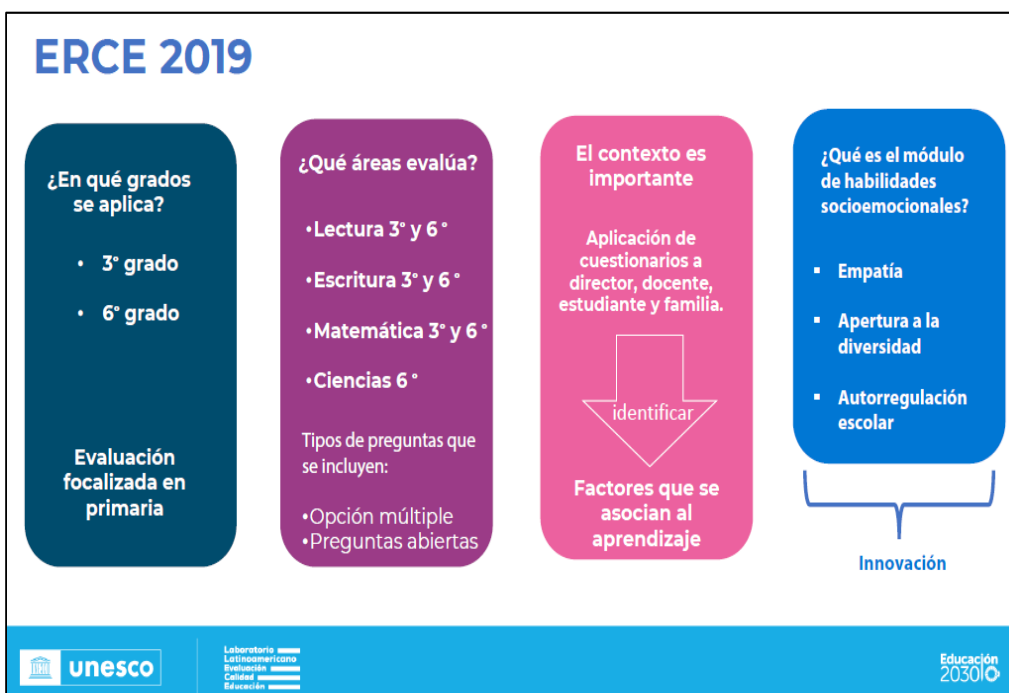 ERCE 2019
¿En qué grados
se aplica?
• 3° grado
• 6° grado
Evaluación
focalizada en
primaria
¿Qué áreas evalúa?
•Lectura 3° y 6°
•Escritura 3° y 6°
•Matemática 3° y 6°
•Ciencias 6°
Tipos de preguntas que
se incluyen:
•Opción múltiple
•Preguntas abiertas
El contexto es
importante
Aplicación de
cuestionarios a
director, docente,
estudiante y familia.
identificar
Factores que se
asocian al
aprendizaje
¿Qué es el módulo
de habilidades
socioemocionales?
▪ Empatía
▪ Apertura a la
diversidad
▪ Autorregulación
escolar
Innovación
unesco
Laboratorio
Latinoamericano
Evaluación
Calidad
Educación
Educación
2030